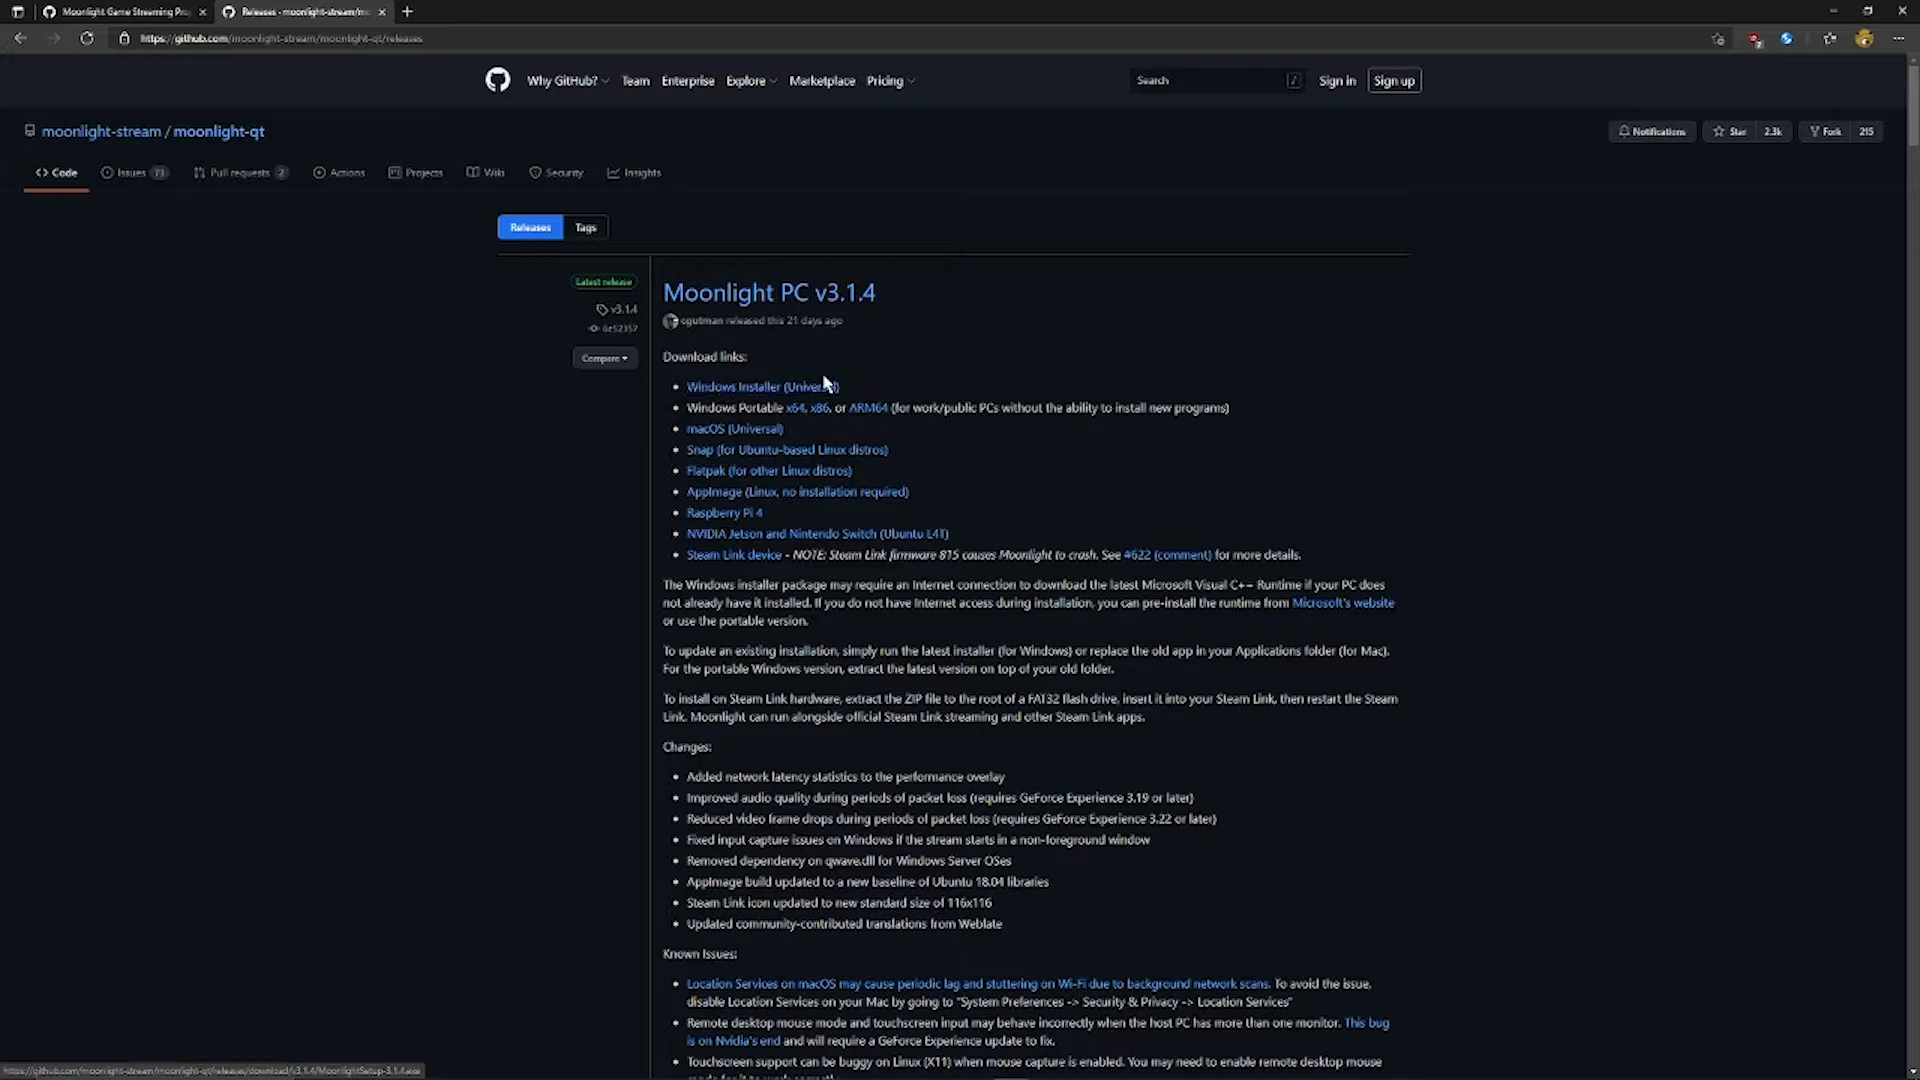 Moonlight Game Streaming Pro
Releases · moonlight-stream/mo
https://github.com/moonlight-stream/moonlight-qt/releases
Why GitHub? Team Enterprise Explore Marketplace Pricing
Search /
Sign in Sign up
moonlight-stream / moonlight-qt
Notifications Star 2.3k Fork 215
<> Code Issues 71 Pull requests 2 Actions Projects Wiki Security Insights
Releases Tags
Latest release
v3.1.4
6c52357
Compare
Moonlight PC v3.1.4
cgutman released this 21 days ago
Download links:
• Windows Installer (Universal)
• Windows Portable x64, x86, or ARM64 (for work/public PCs without the ability to install new programs)
• macOS (Universal)
• Snap (for Ubuntu-based Linux distros)
• Flatpak (for other Linux distros)
• AppImage (Linux, no installation required)
• Raspberry Pi 4
• NVIDIA Jetson and Nintendo Switch (Ubuntu L4T)
• Steam Link device - NOTE: Steam Link firmware 815 causes Moonlight to crash. See #622 (comment) for more details.
The Windows installer package may require an Internet connection to download the latest Microsoft Visual C++ Runtime if your PC does
not already have it installed. If you do not have Internet access during installation, you can pre-install the runtime from Microsoft's website
or use the portable version.
To update an existing installation, simply run the latest installer (for Windows) or replace the old app in your Applications folder (for Mac).
For the portable Windows version, extract the latest version on top of your old folder.
To install on Steam Link hardware, extract the ZIP file to the root of a FAT32 flash drive, insert it into your Steam Link, then restart the Steam
Link. Moonlight can run alongside official Steam Link streaming and other Steam Link apps.
Changes:
• Added network latency statistics to the performance overlay
• Improved audio quality during periods of packet loss (requires GeForce Experience 3.19 or later)
• Reduced video frame drops during periods of packet loss (requires GeForce Experience 3.22 or later)
• Fixed input capture issues on Windows if the stream starts in a non-foreground window
• Removed dependency on qwave.dll for Windows Server OSes
• AppImage build updated to a new baseline of Ubuntu 18.04 libraries
• Steam Link icon updated to new standard size of 116x116
• Updated community-contributed translations from Weblate
Known Issues:
• Location Services on macOS may cause periodic lag and stuttering on Wi-Fi due to background network scans. To avoid the issue,
disable Location Services on your Mac by going to "System Preferences -> Security & Privacy -> Location Services"
• Remote desktop mouse mode and touchscreen input may behave incorrectly when the host PC has more than one monitor. This bug
is on Nvidia's end and will require a GeForce Experience update to fix.
• Touchscreen support can be buggy on Linux (X11) when mouse capture is enabled. You may need to enable remote desktop mouse
https://github.com/moonlight-stream/moonlight-qt/releases/download/v3.1.4/MoonlightSetup-3.1.4.exe